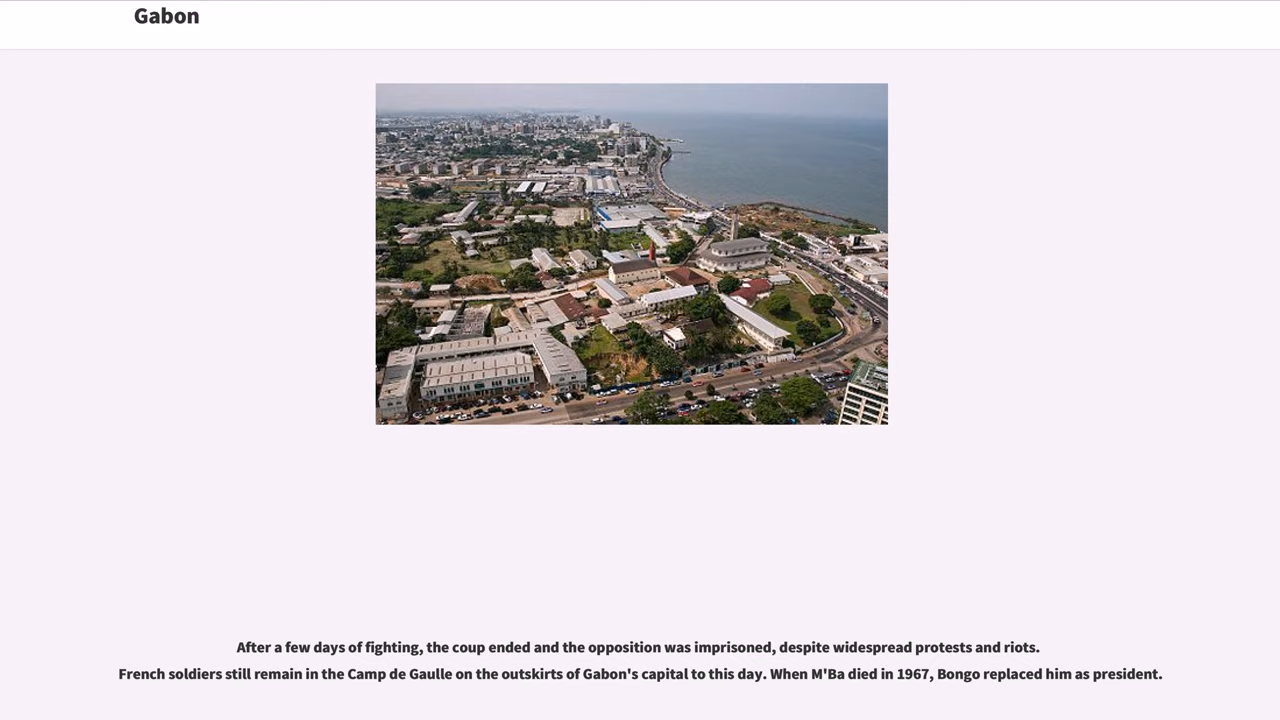 Gabon
After a few days of fighting, the coup ended and the opposition was imprisoned, despite widespread protests and riots.
French soldiers still remain in the Camp de Gaulle on the outskirts of Gabon's capital to this day. When M'Ba died in 1967, Bongo replaced him as president.